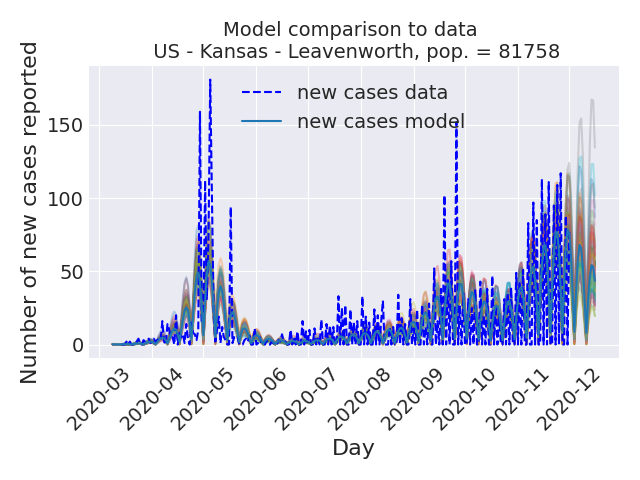 Model comparison to data
US - Kansas - Leavenworth, pop. = 81758
new cases data
new cases model
Number of new cases reported
150
100
50
0
2020-03
2020-04
2020-05
2020-06
2020-07
2020-08
2020-09
2020-10
2020-11
2020-12
Day